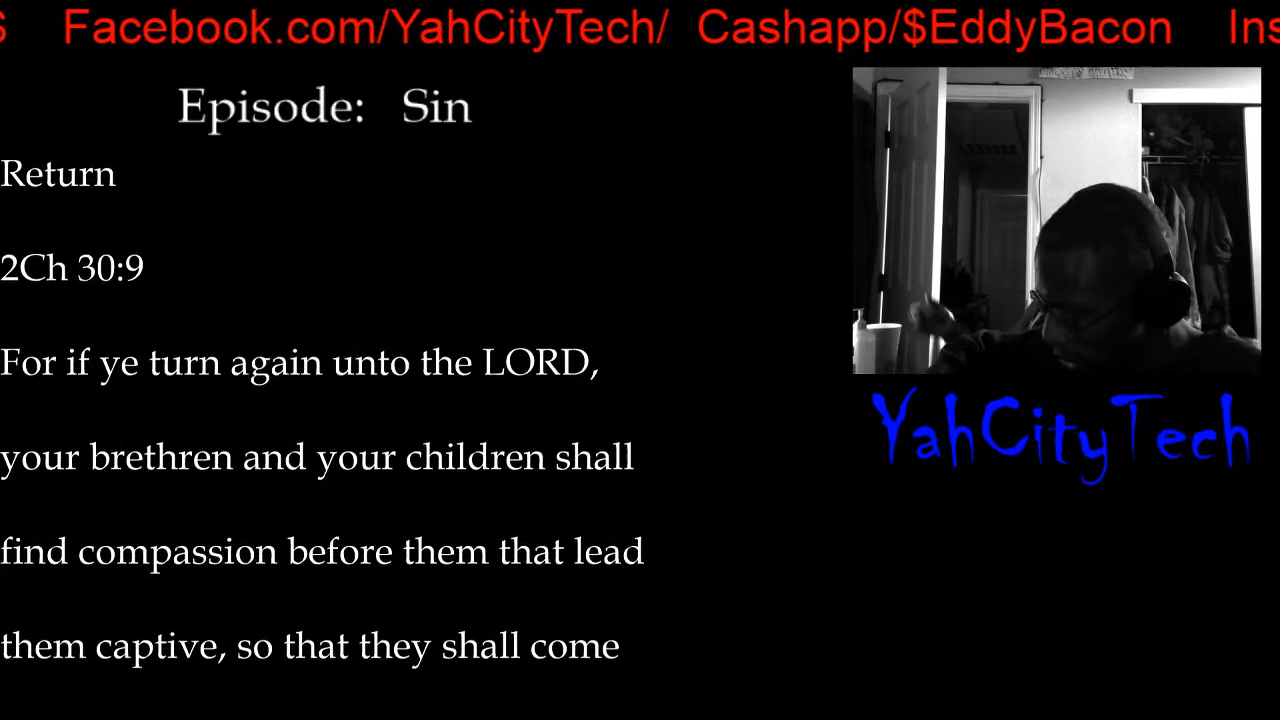 $ Facebook.com/YahCityTech/ Cashapp/$EddyBacon Ins
Episode: Sin
Return
2Ch 30:9
For if ye turn again unto the LORD,
your brethren and your children shall
find compassion before them that lead
them captive, so that they shall come
YahCityTech